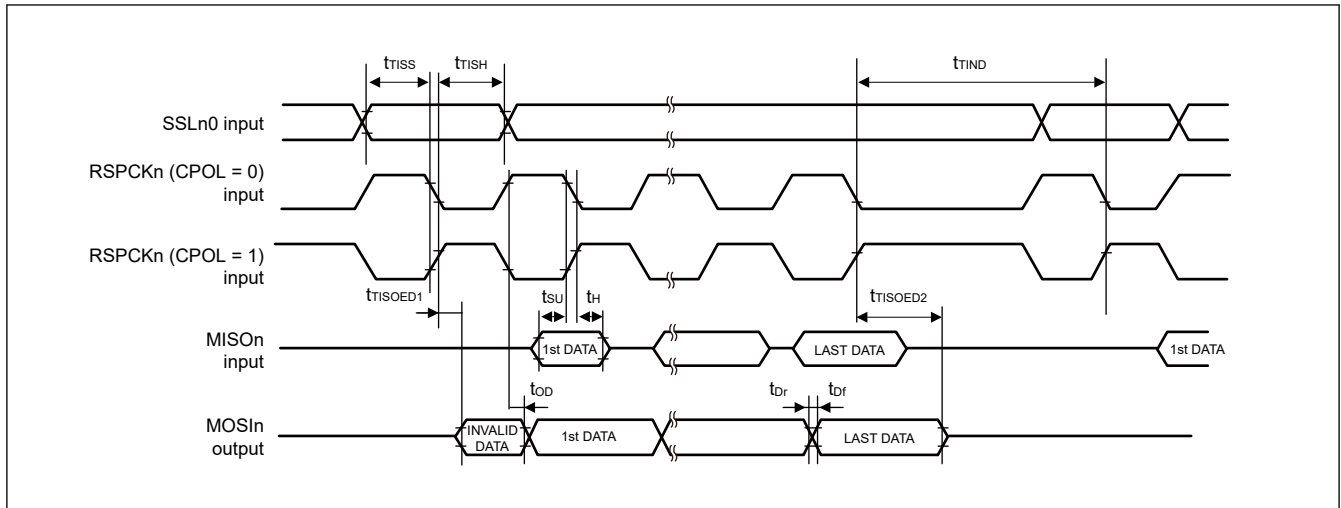 tTISS
tTISH
tTIND
SSLn0 input
RSPCKn (CPOL = 0)
input
RSPCKn (CPOL = 1)
input
tTISOED1
tSU
tH
tTISOED2
MISOn
input
1st DATA
LAST DATA
1st DATA
tOD
tDr
tDf
MOSIn
output
INVALID
DATA
1st DATA
LAST DATA